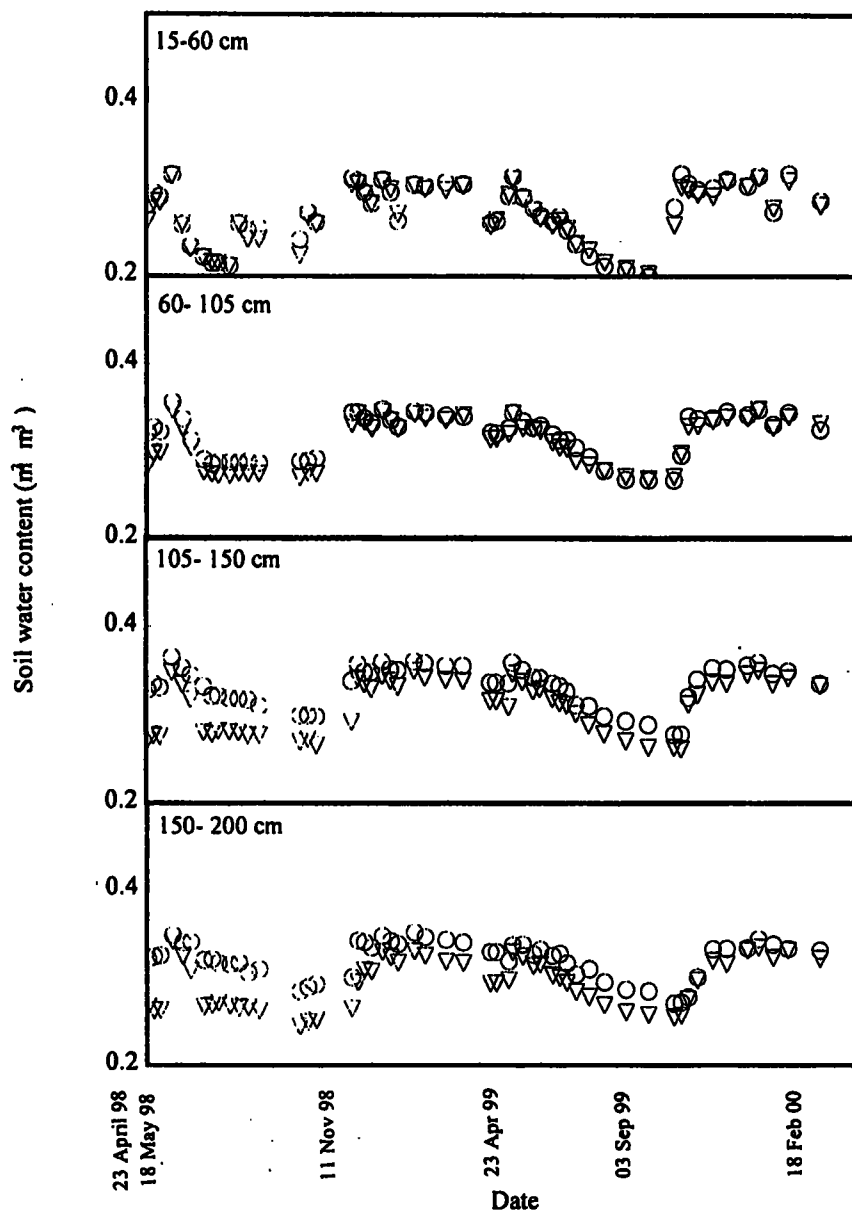 15-60 cm
0.4
0.2
60- 105 cm
0.4
0.2
105- 150 cm
0.4
0.2
150- 200 cm
0.4
0.2
Soil water content (m³ m³ )
23 April 98
18 May 98
11 Nov 98
23 Apr 99
03 Sep 99
18 Feb 00
Date